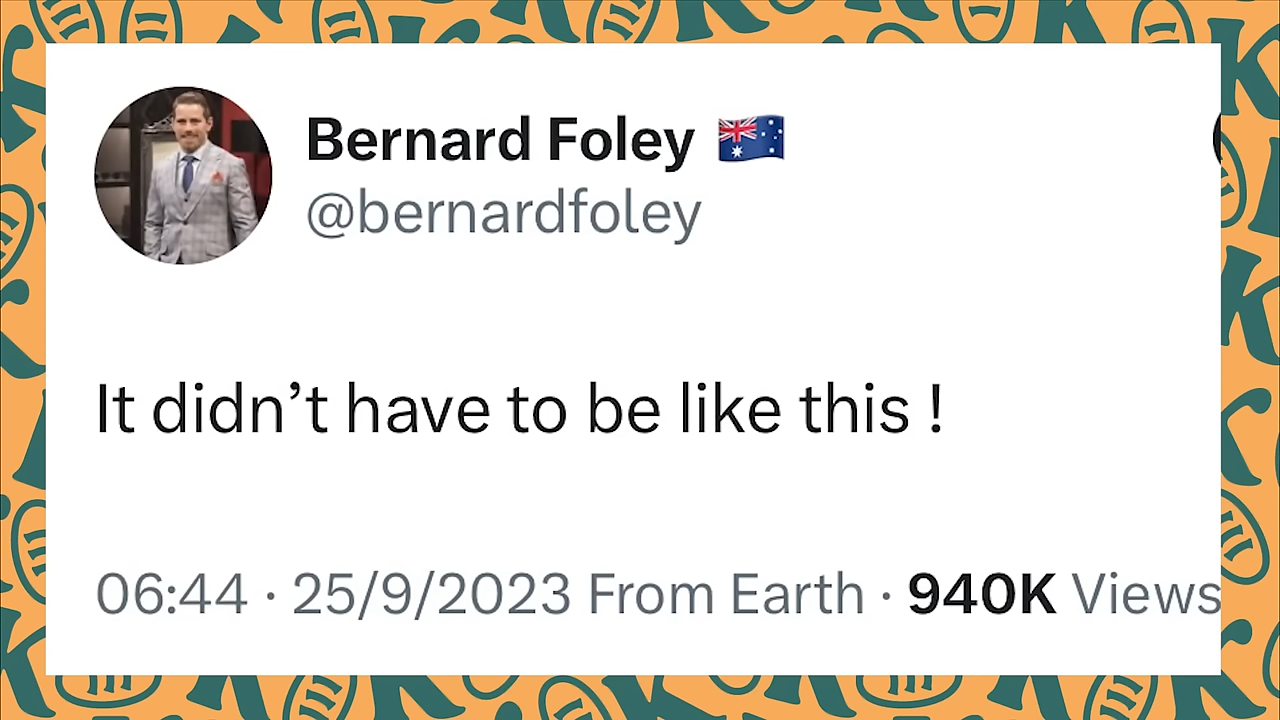 Bernard Foley 🇦🇺
@bernardfoley
It didn’t have to be like this !
06:44 · 25/9/2023 From Earth · 940K Views